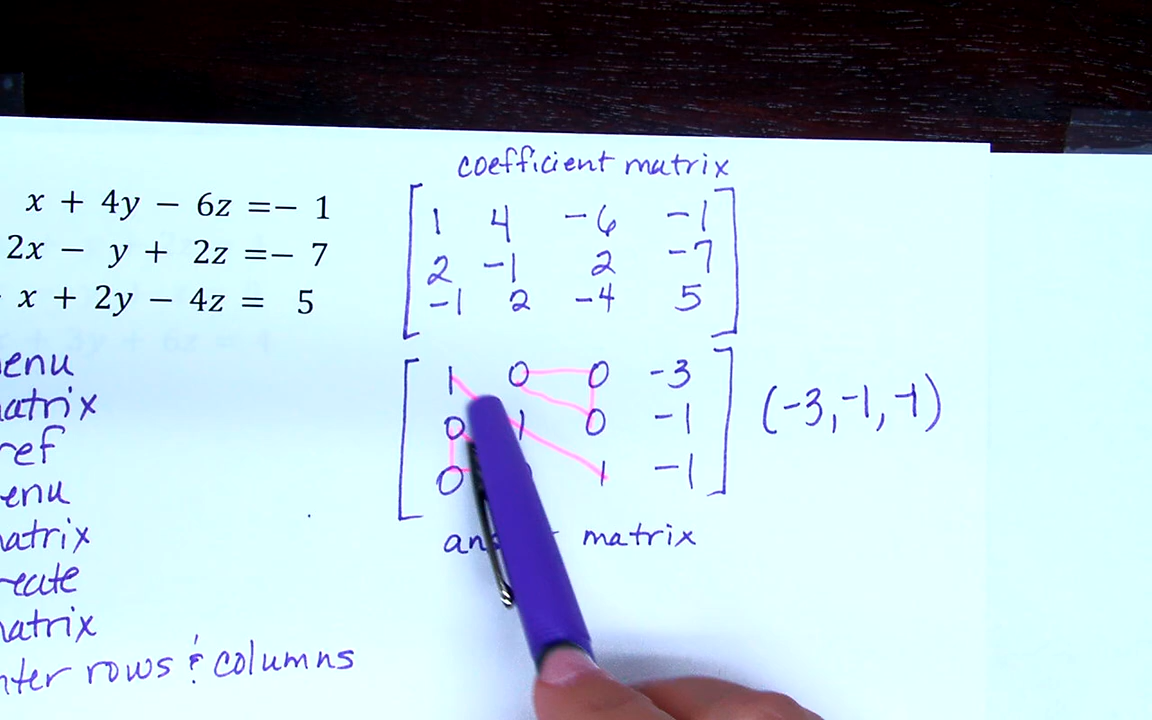 coefficient matrix
x + 4y − 6z =− 1
2x − y + 2z =− 7
- x + 2y − 4z = 5
1 4 -6 -1
2 -1 2 -7
-1 2 -4 5
1 0 0 -3
0 1 0 -1
0 1 -1
(-3,-1,-1)
matrix
enu
atrix
ref
enu
atrix
reate
atrix
nter rows & columns